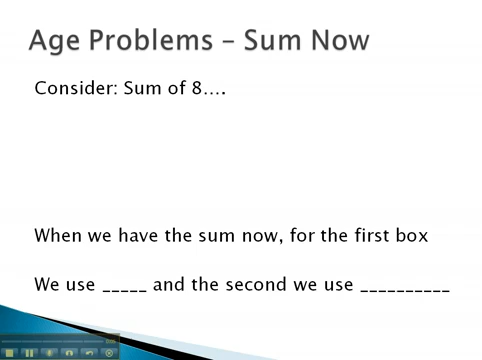 Age Problems – Sum Now
Consider: Sum of 8….
When we have the sum now, for the first box
We use _____ and the second we use __________